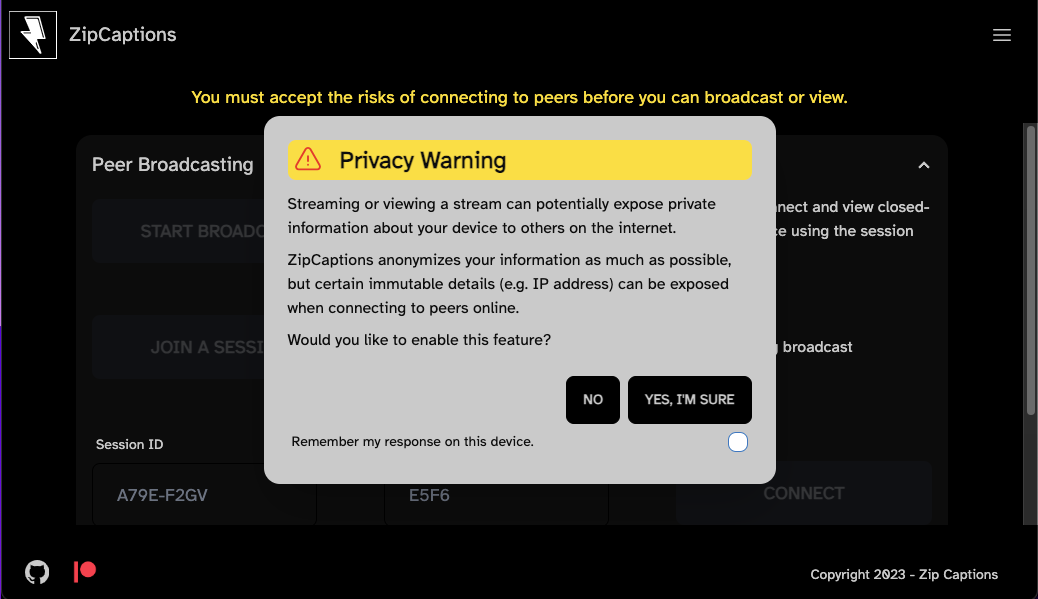 ZipCaptions
You must accept the risks of connecting to peers before you can broadcast or view.
Peer Broadcasting
Privacy Warning
Streaming or viewing a stream can potentially expose private
information about your device to others on the internet.
ZipCaptions anonymizes your information as much as possible,
but certain immutable details (e.g. IP address) can be exposed
when connecting to peers online.
Would you like to enable this feature?
NO
YES, I'M SURE
Remember my response on this device.
START
and view closed-
using the session
JOIN A
broadcast
Session ID
A79E-F2GV
E5F6
CONNECT
Copyright 2023 - Zip Captions